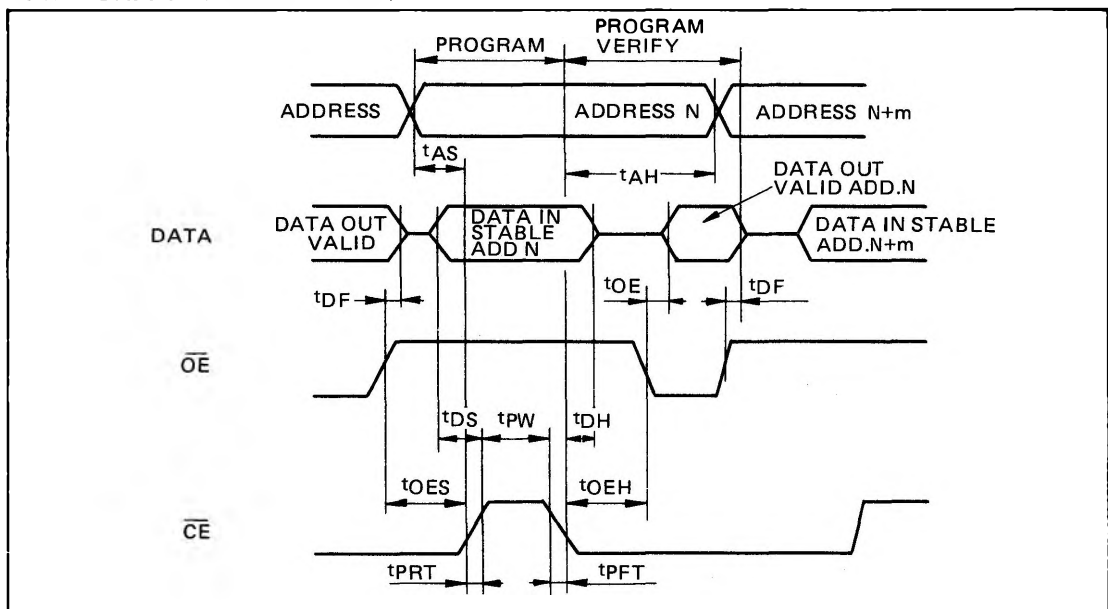 PROGRAM
PROGRAM
VERIFY
ADDRESS
ADDRESS N
ADDRESS N+m
tAS
tAH
DATA OUT
VALID ADD.N
DATA
DATA OUT
VALID
DATA IN
STABLE
ADD N
DATA IN STABLE
ADD.N+m
tDF
tOE
tDF
OE
tDS
tPW
tDH
tOES
tOEH
CE
tPRT
tPFT